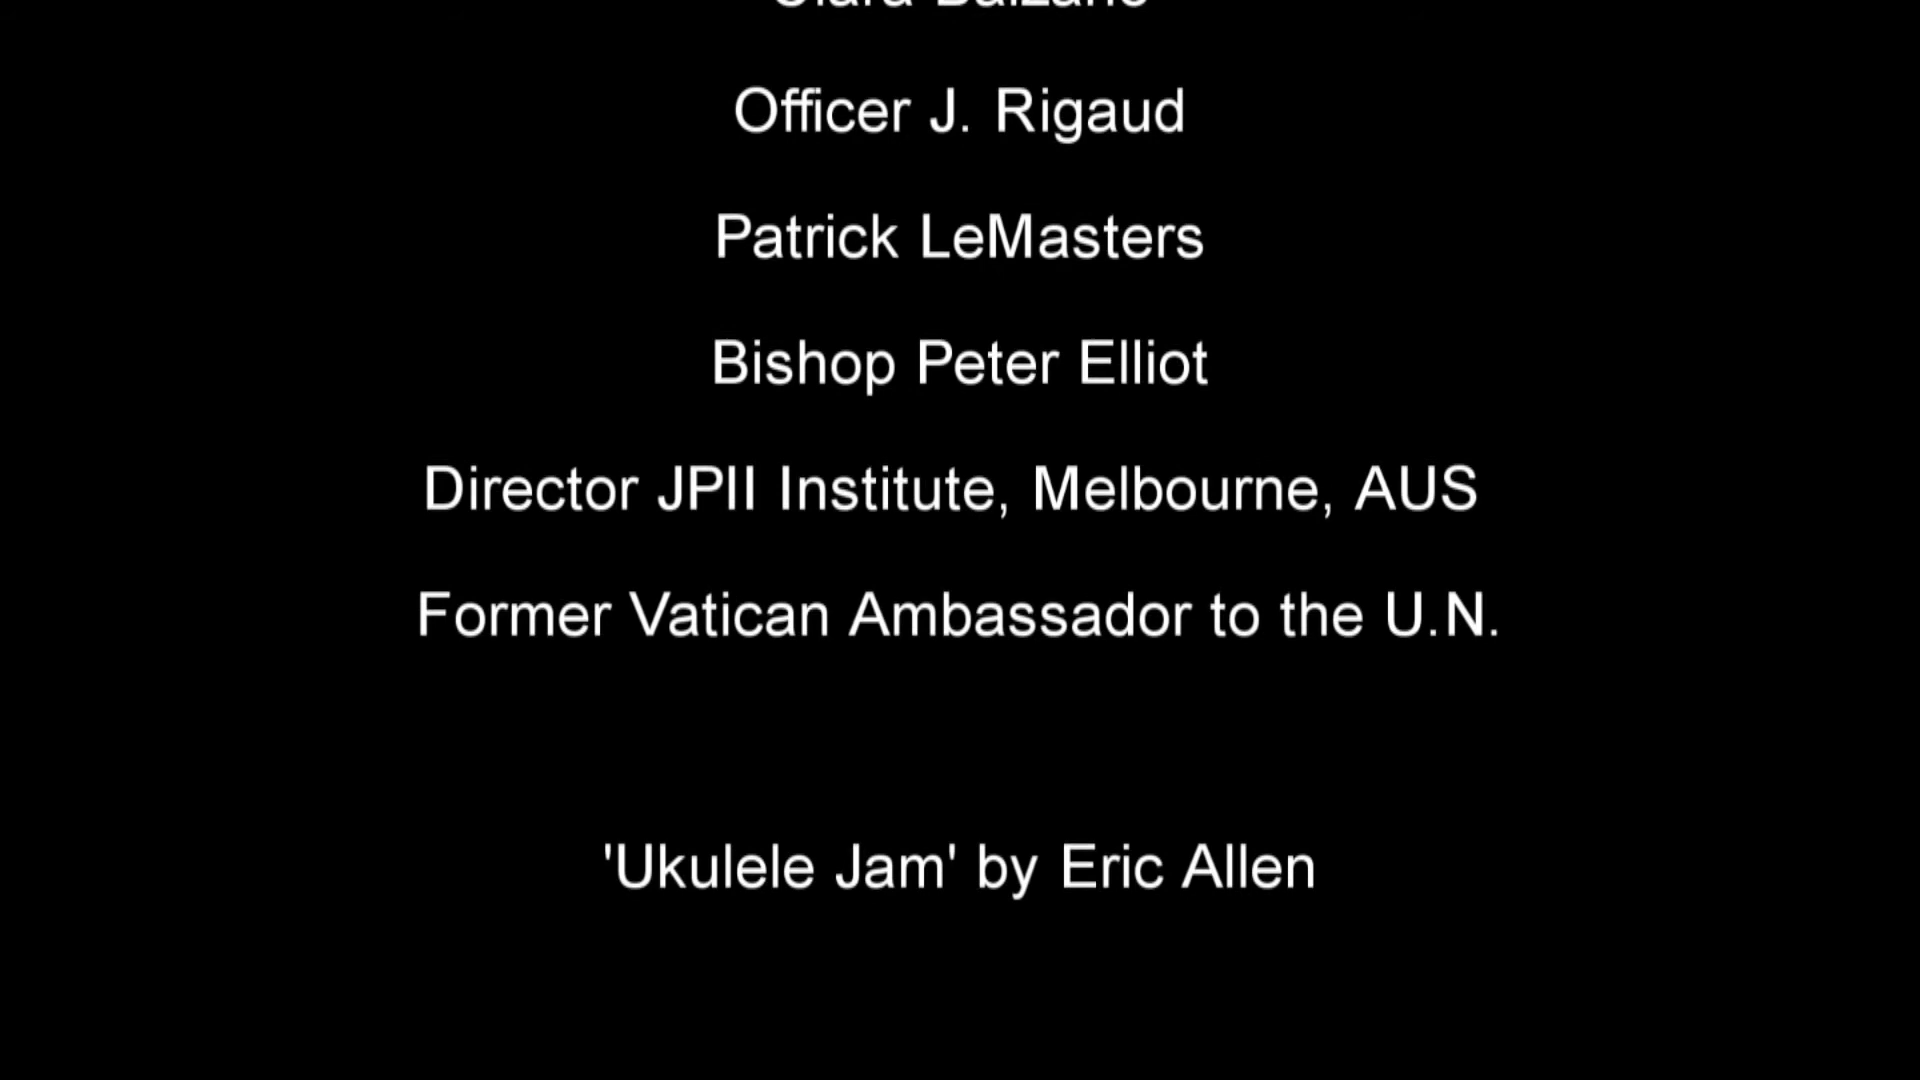 Officer J. Rigaud
Patrick LeMasters
Bishop Peter Elliot
Director JPII Institute, Melbourne, AUS
Former Vatican Ambassador to the U.N.
'Ukulele Jam' by Eric Allen